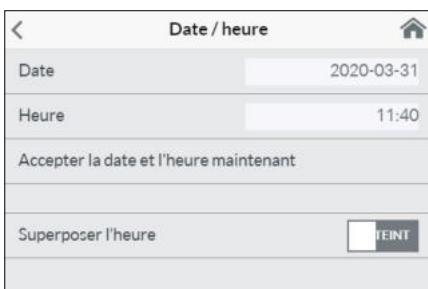 Date / heure
Date 2020-03-31
Heure 11:40
Accepter la date et l'heure maintenant
Superposer l'heure TEINT